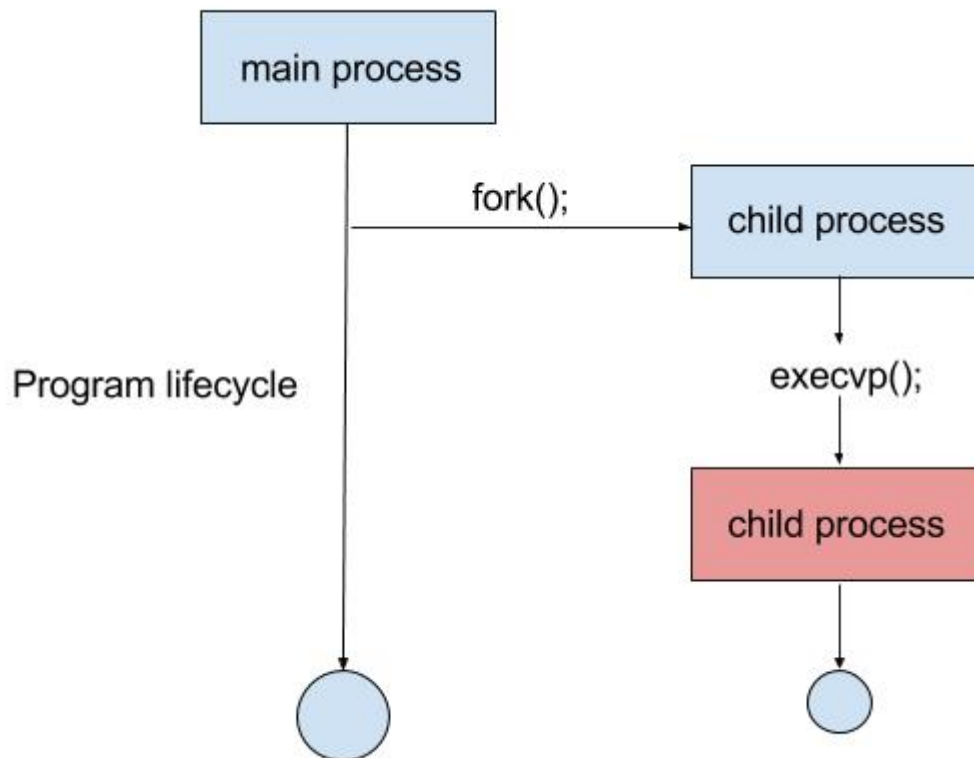 main process
fork();
child process
Program lifecycle
execvp();
child process